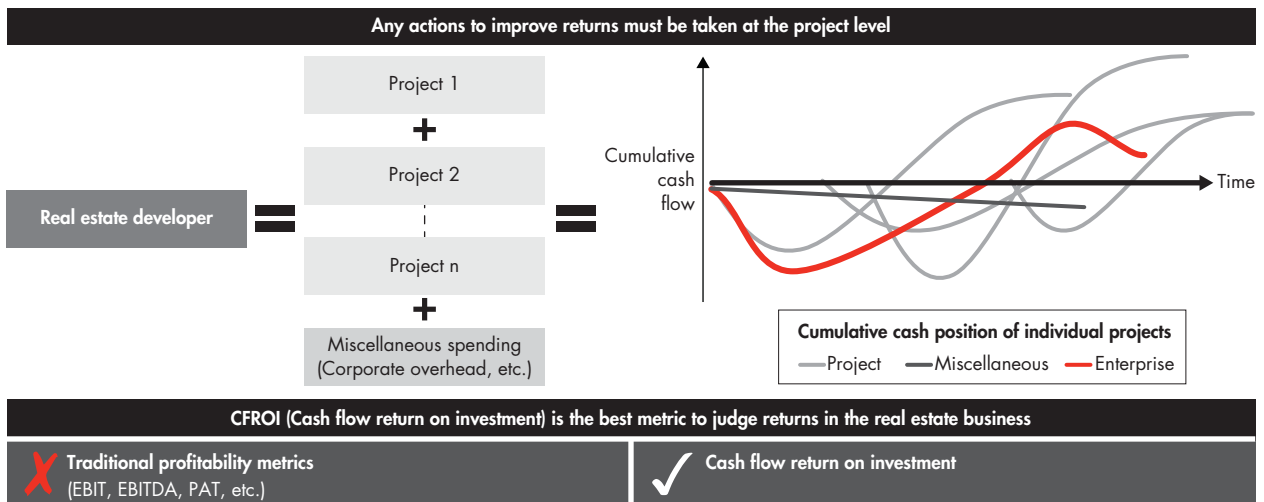 Any actions to improve returns must be taken at the project level
Real estate developer
=
Project 1
+
Project 2
Project n
+
Miscellaneous spending
(Corporate overhead, etc.)
=
Cumulative
cash
flow
Time
Cumulative cash position of individual projects
Project Miscellaneous Enterprise
CFROI (Cash flow return on investment) is the best metric to judge returns in the real estate business
Traditional profitability metrics
(EBIT, EBITDA, PAT, etc.)
Cash flow return on investment